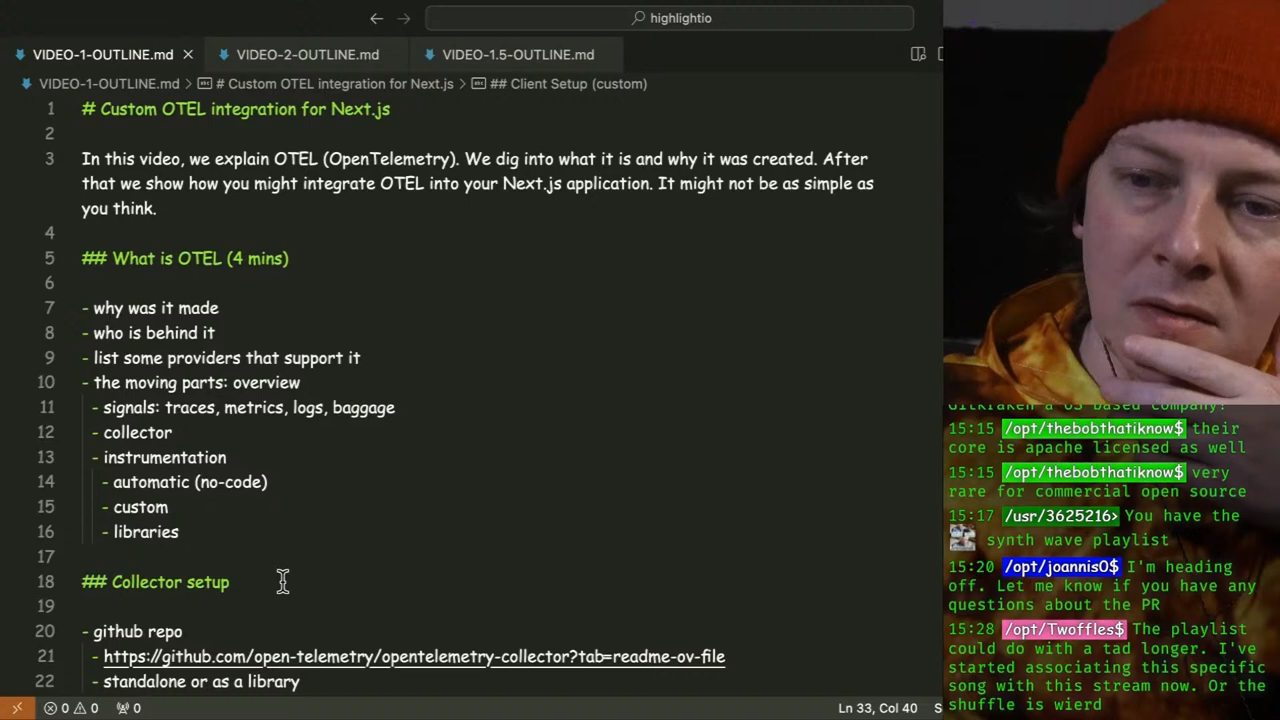 highlightio
VIDEO-1-OUTLINE.md
VIDEO-2-OUTLINE.md
VIDEO-1.5-OUTLINE.md
VIDEO-1-OUTLINE.md > # Custom OTEL integration for Next.js > ## Client Setup (custom)
1 # Custom OTEL integration for Next.js
2
3 In this video, we explain OTEL (OpenTelemetry). We dig into what it is and why it was created. After
that we show how you might integrate OTEL into your Next.js application. It might not be as simple as
you think.
4
5 ## What is OTEL (4 mins)
6
7 - why was it made
8 - who is behind it
9 - list some providers that support it
10 - the moving parts: overview
11 - signals: traces, metrics, logs, baggage
12 - collector
13 - instrumentation
14 - automatic (no-code)
15 - custom
16 - libraries
17
18 ## Collector setup
19
20 - github repo
21 - https://github.com/open-telemetry/opentelemetry-collector?tab=readme-ov-file
22 - standalone or as a library
0 0 0
Ln 33, Col 40
GitKraken a US based company?
15:15 /opt/thebobthatiknow$ their
core is apache licensed as well
15:15 /opt/thebobthatiknow$ very
rare for commercial open source
15:17 /usr/3625216> You have the
synth wave playlist
15:20 /opt/joannis0$ I'm heading
off. Let me know if you have any
questions about the PR
15:28 /opt/Twoffles$ The playlist
could do with a tad longer. I've
started associating this specific
song with this stream now. Or the
shuffle is wierd